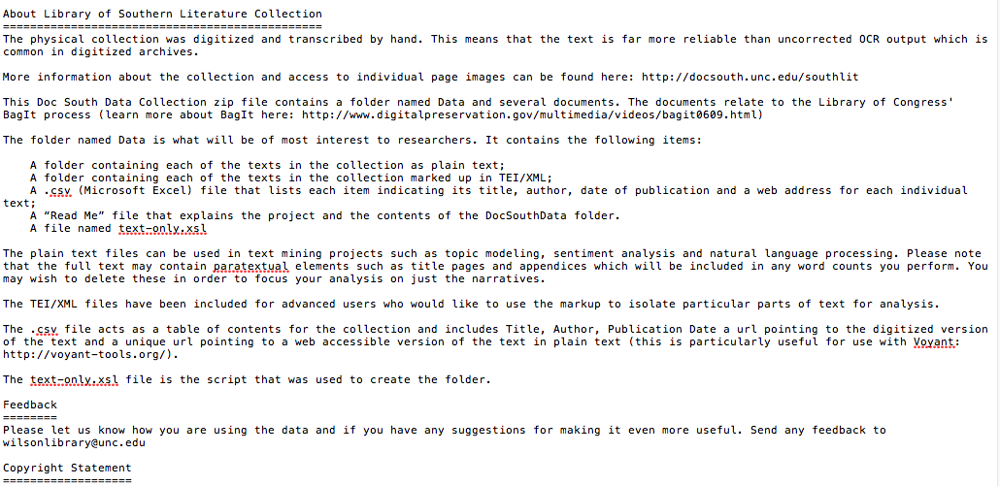 About Library of Southern Literature Collection
===============================================
The physical collection was digitized and transcribed by hand. This means that the text is far more reliable than uncorrected OCR output which is
common in digitized archives.

More information about the collection and access to individual page images can be found here: http://docsouth.unc.edu/southlit

This Doc South Data Collection zip file contains a folder named Data and several documents. The documents relate to the Library of Congress'
BagIt process (learn more about BagIt here: http://www.digitalpreservation.gov/multimedia/videos/bagit0609.html)

The folder named Data is what will be of most interest to researchers. It contains the following items:

    A folder containing each of the texts in the collection as plain text;
    A folder containing each of the texts in the collection marked up in TEI/XML;
    A .csv (Microsoft Excel) file that lists each item indicating its title, author, date of publication and a web address for each individual
text;
    A “Read Me” file that explains the project and the contents of the DocSouthData folder.
    A file named text-only.xsl

The plain text files can be used in text mining projects such as topic modeling, sentiment analysis and natural language processing. Please note
that the full text may contain paratextual elements such as title pages and appendices which will be included in any word counts you perform. You
may wish to delete these in order to focus your analysis on just the narratives.

The TEI/XML files have been included for advanced users who would like to use the markup to isolate particular parts of text for analysis.

The .csv file acts as a table of contents for the collection and includes Title, Author, Publication Date a url pointing to the digitized version
of the text and a unique url pointing to a web accessible version of the text in plain text (this is particularly useful for use with Voyant:
http://voyant-tools.org/).

The text-only.xsl file is the script that was used to create the folder.

Feedback
========
Please let us know how you are using the data and if you have any suggestions for making it even more useful. Send any feedback to
wilsonlibrary@unc.edu

Copyright Statement
===================